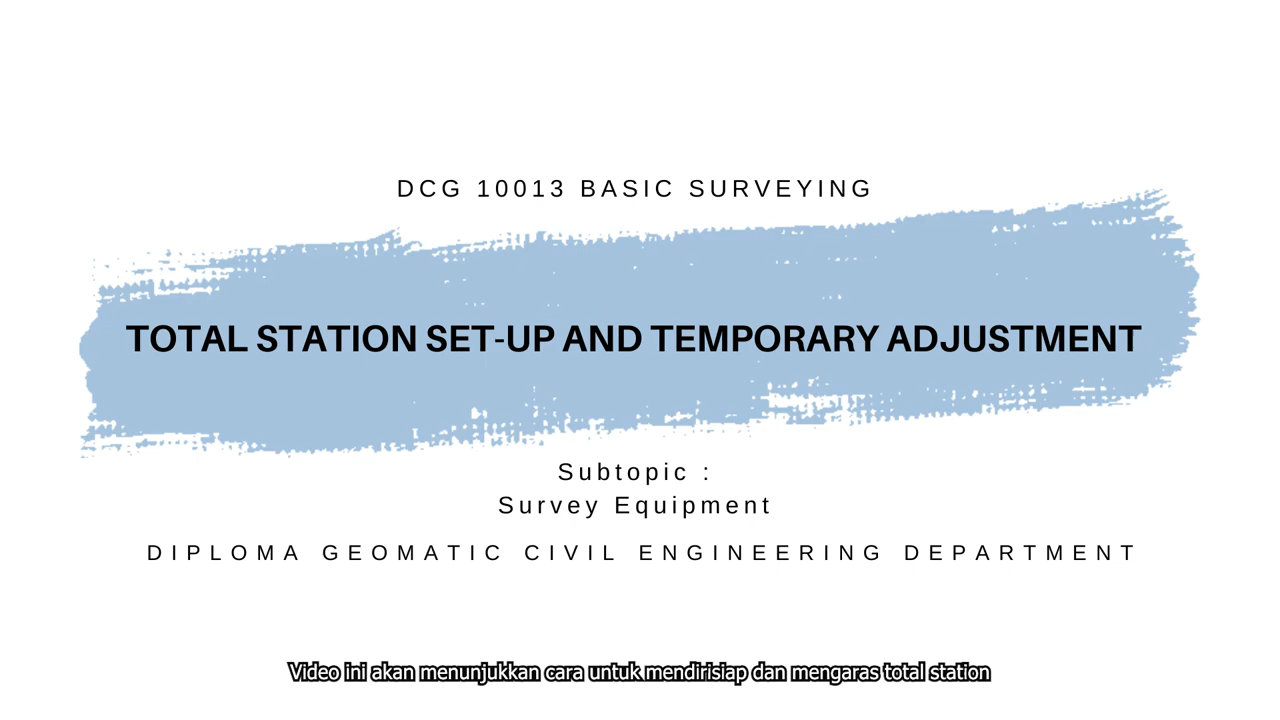 DCG 10013 BASIC SURVEYING
TOTAL STATION SET-UP AND TEMPORARY ADJUSTMENT
Subtopic :
Survey Equipment
DIPLOMA GEOMATIC CIVIL ENGINEERING DEPARTMENT
Video ini akan menunjukkan cara untuk mendirisiap dan mengaras total station